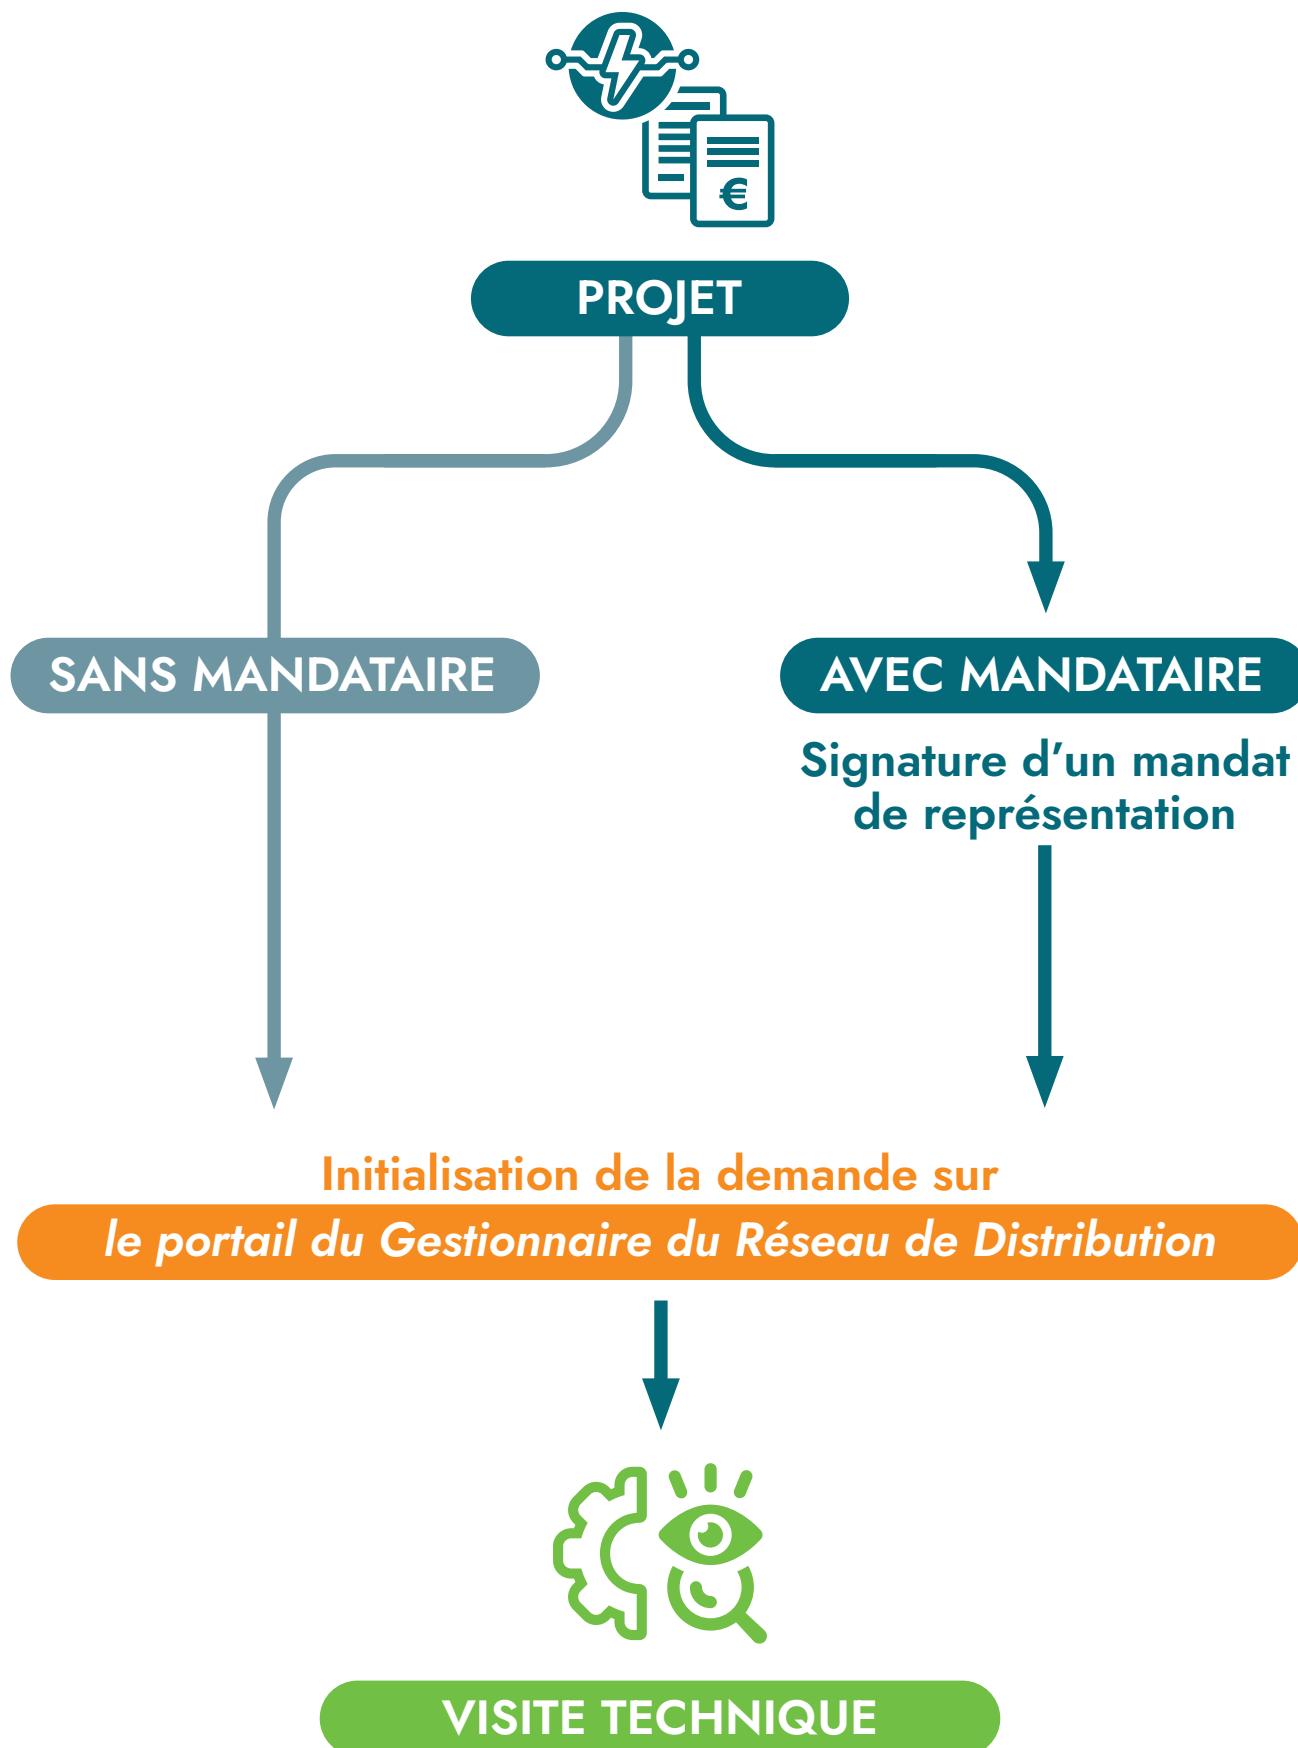 €
PROJET
SANS MANDATAIRE
AVEC MANDATAIRE
Signature d’un mandat
de représentation
Initialisation de la demande sur
le portail du Gestionnaire du Réseau de Distribution
VISITE TECHNIQUE